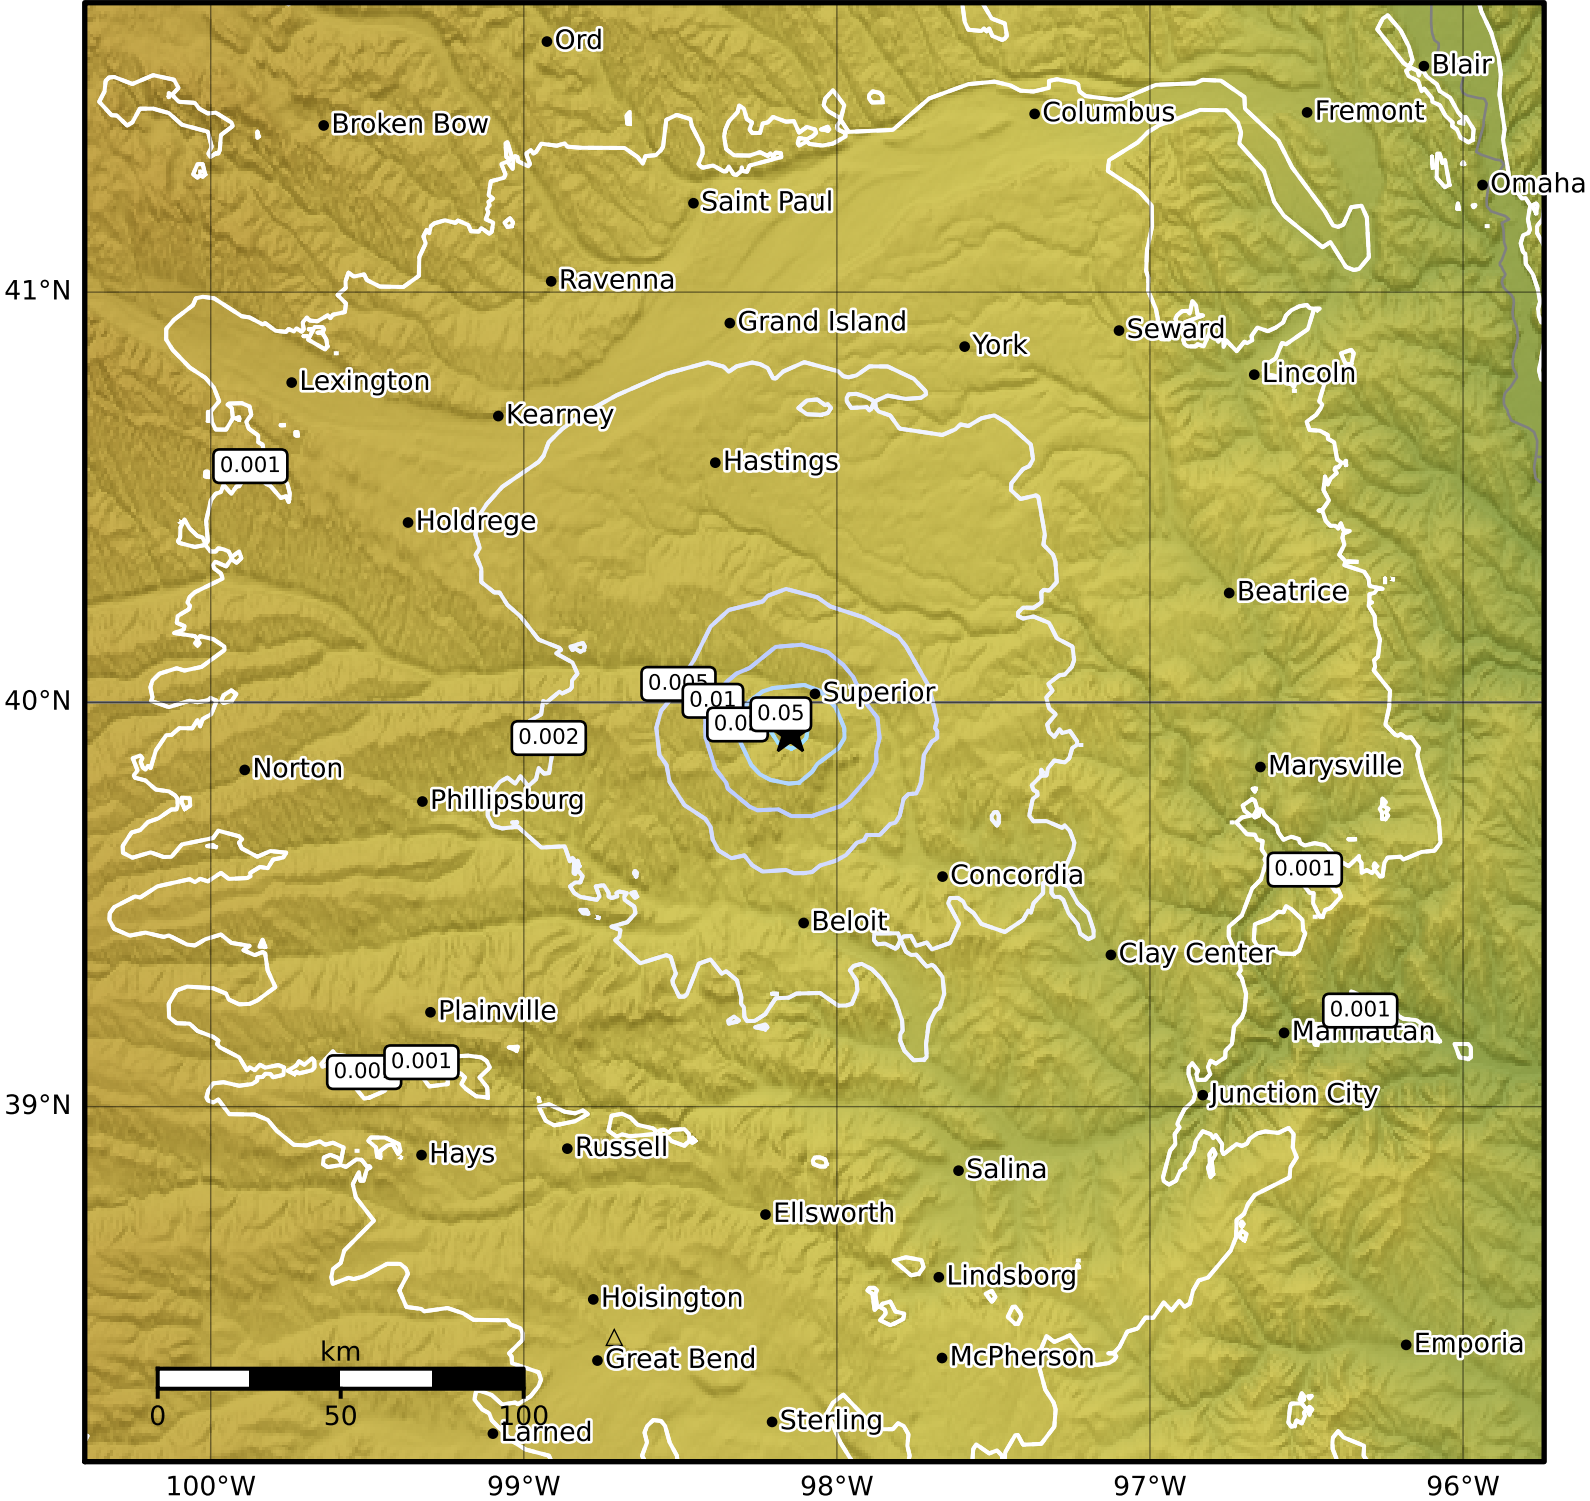 Ord
Blair
Broken Bow
Columbus
Fremont
Omaha
Saint Paul
Ravenna
41°N
Grand Island
York
Seward
Lexington
Lincoln
Kearney
Hastings
0.001
Holdrege
Beatrice
0.005
0.01
Superior
40°N
0.05
0.002
Norton
Marysville
Phillipsburg
0.001
Concordia
Beloit
Clay Center
Plainville
0.001
Manhattan
0.001
Junction City
39°N
Hays
Russell
Salina
Ellsworth
Lindsborg
Hoisington
Emporia
km
Great Bend
McPherson
0 50 100
Sterling
Larned
100°W 99°W 98°W 97°W 96°W